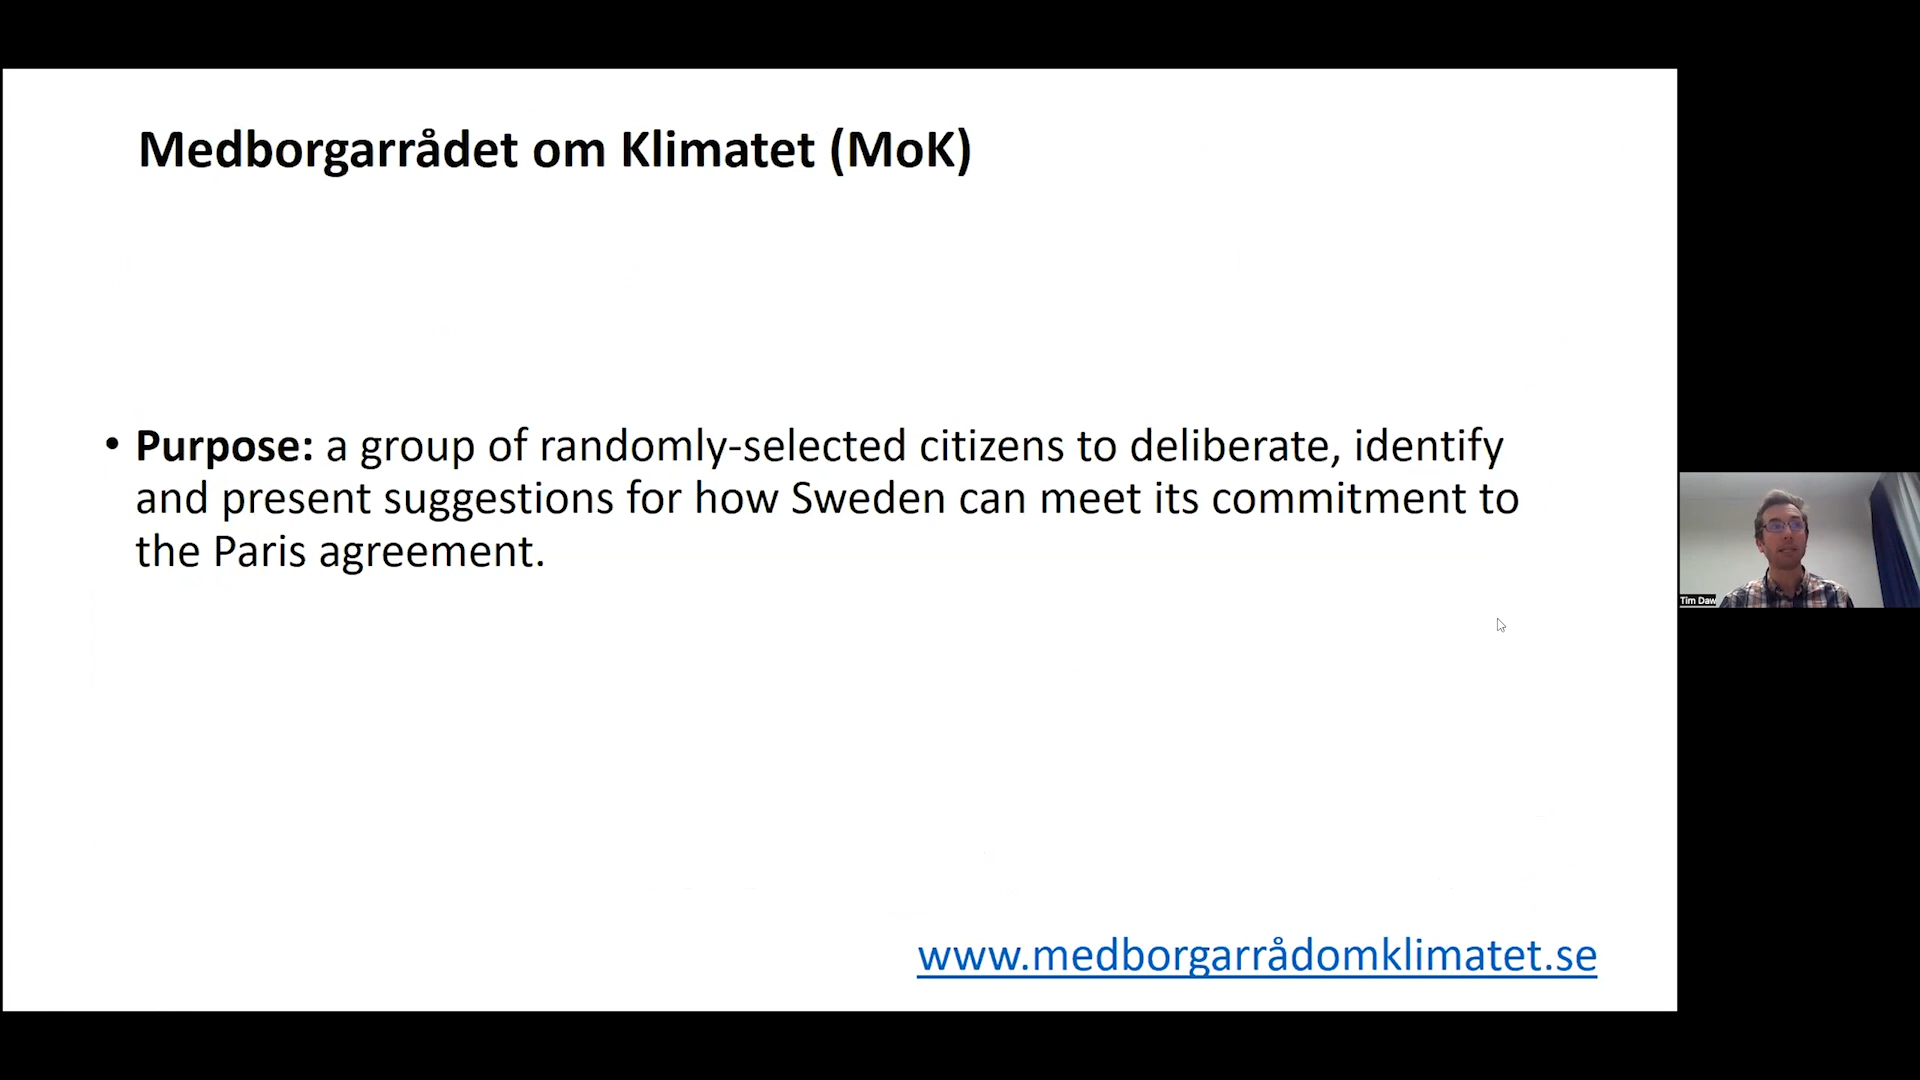 Medborgarrådet om Klimatet (MoK)
• Purpose: a group of randomly-selected citizens to deliberate, identify
and present suggestions for how Sweden can meet its commitment to
the Paris agreement.
Tim Daw
www.medborgarrådomklimatet.se